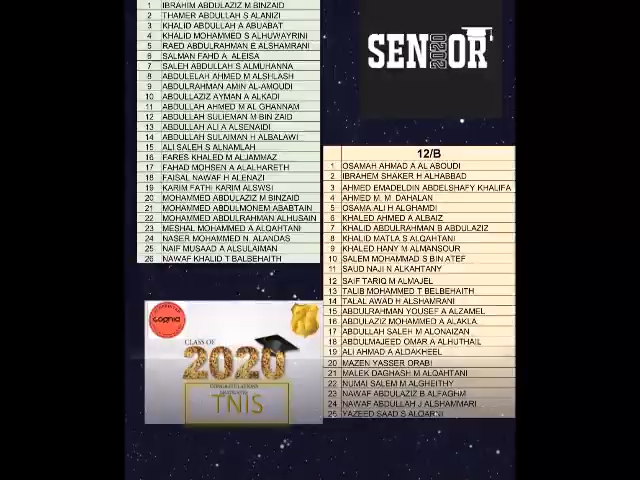 1 IBRAHIM ABDULAZIZ M BINZAID
2 THAMER ABDULLAH S ALANIZI
3 KHALID ABDULLAH A ABUABAT
4 KHALID MOHAMMED S ALHUWAYRINI
5 RAED ABDULRAHMAN E ALSHAMRANI
6 SALMAN FAHD A ALEISA
7 SALEH ABDULLAH S ALMUHANNA
8 ABDULELAH AHMED M ALSHLASH
9 ABDULRAHMAN AMIN AL-AMOUDI
10 ABDULLAZIZ AYMAN A ALKADI
11 ABDULLAH AHMED M AL GHANNAM
12 ABDULLAH SULIEMAN M BIN ZAID
13 ABDULLAH ALI A ALSENAIDI
14 ABDULLAH SULAIMAN H ALBALAWI
15 ALI SALEH S ALNAMLAH
16 FARES KHALED M ALJAMMAZ
17 FAHAD MOHSEN A ALALHARETH
18 FAISAL NAWAF H ALENAZI
19 KARIM FATHI KARIM ALSWSI
20 MOHAMMED ABDULAZIZ M BINZAID
21 MOHAMMED ABDULMONEM ABABTAIN
22 MOHAMMED ABDULRAHMAN ALHUSAIN
23 MESHAL MOHAMMED A ALQAHTANI
24 NASER MOHAMMED N. ALANDAS
25 NAIF MUSAAD A ALSULAIMAN
26 NAWAF KHALID T BALBEHAITH
SENIOR
2020
12/B
1 OSAMAH AHMAD A AL ABOUDI
2 IBRAHEM SHAKER H ALHABBAD
3 AHMED EMADELDIN ABDELSHAFY KHALIFA
4 AHMED M. M. DAHALAN
5 OSAMA ALI H ALGHAMDI
6 KHALED AHMED A ALBAIZ
7 KHALID ABDULRAHMAN B ABDULAZIZ
8 KHALID MATLA S ALQAHTANI
9 KHALED HANY M ALMANSOUR
10 SALEM MOHAMMAD S BIN ATEF
11 SAUD NAJI N ALKAHTANY
12 SAIF TARIQ M ALMAJEL
13 TALIB MOHAMMED T BELBEHAITH
14 TALAL AWAD H ALSHAMRANI
15 ABDULRAHMAN YOUSEF A ALZAMEL
16 ABDULAZIZ MOHAMMED A ALAKLA
17 ABDULLAH SALEH M ALONAIZAN
18 ABDULMAJEED OMAR A ALHUTHAIL
19 ALI AHMAD A ALDAKHEEL
20 MAZEN YASSER ORABI
21 MALEK DAGHASH M ALQAHTANI
22 NUMAI SALEM M ALGHEITHY
23 NAWAF ABDULAZIZ B ALFAGHM
24 NAWAF ABDULLAH J ALSHAMMARI
25 YAZEED SAAD S ALQARNI
cognia
CLASS OF
2020
CONGRATULATIONS
TNIS